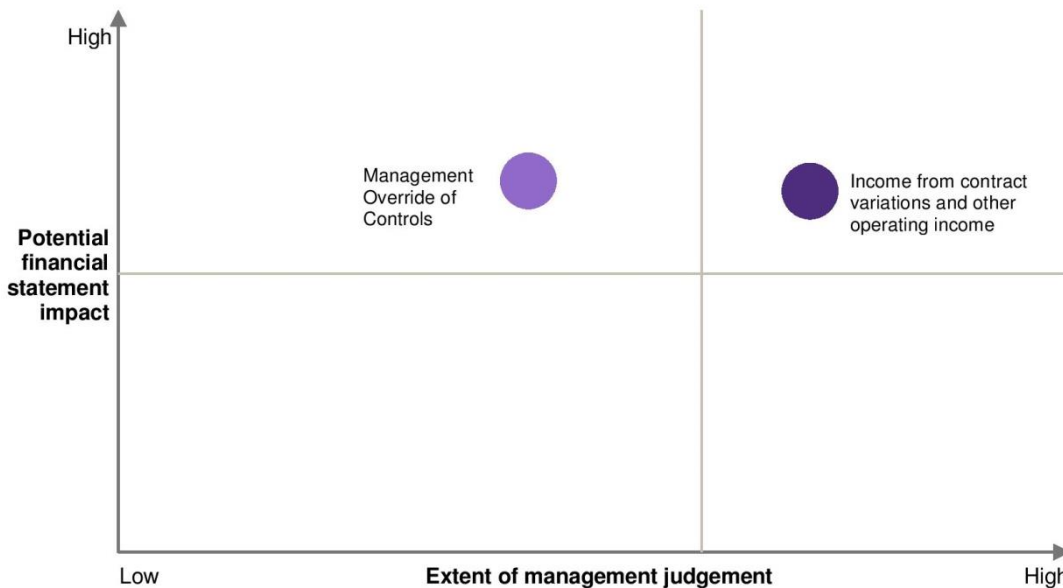 High
Management
Override of
Controls
Income from contract
variations and other
operating income
Potential
financial
statement
impact
Low
Extent of management judgement
High